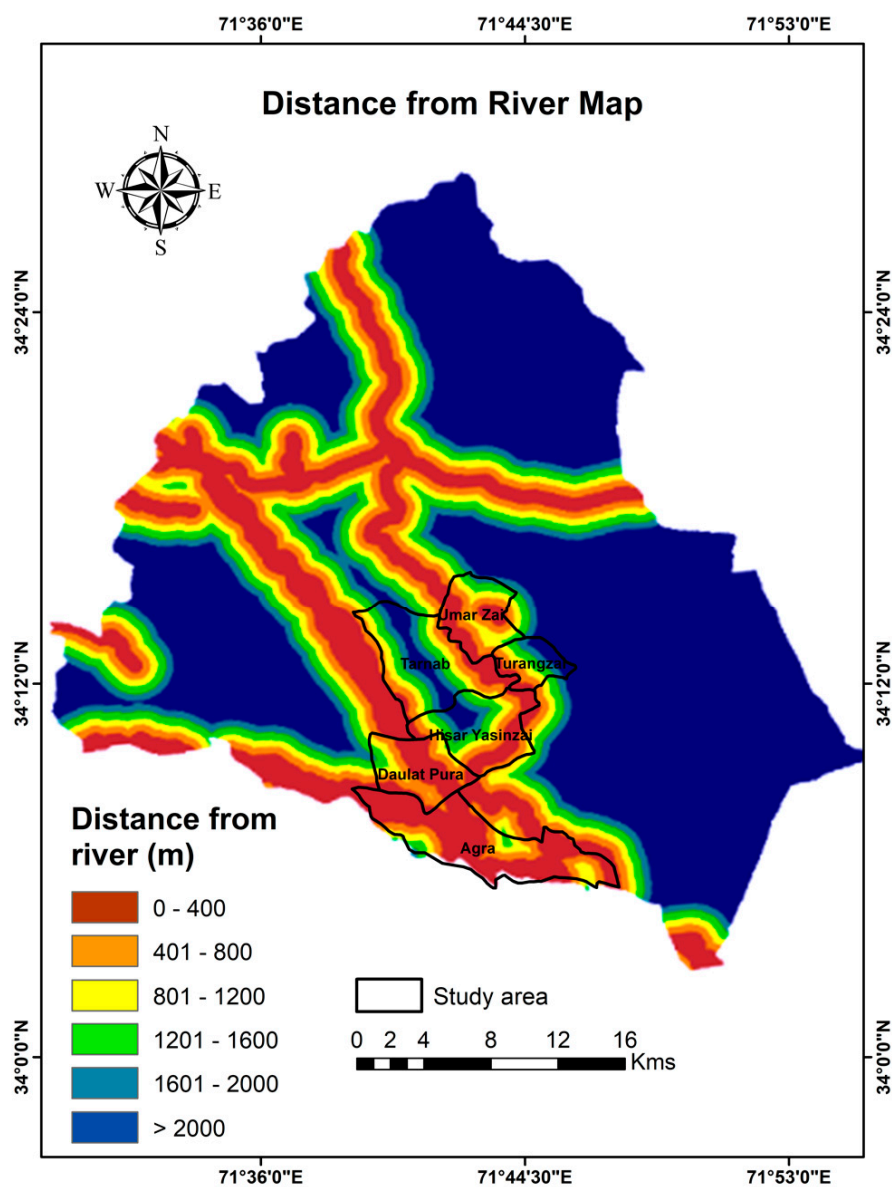 71°36'0"E 71°44'30"E 71°53'0"E
Distance from River Map
N
W E
S
34°24'0"N 34°24'0"N
Umar Zai
Tarnab Turangzai
34°12'0"N 34°12'0"N
Hisar Yasinzai
Daulat Pura
Agra
Distance from
river (m)
0 - 400
401 - 800
801 - 1200
1201 - 1600
1601 - 2000
> 2000
Study area
0 2 4 8 12 16
Kms
34°0'0"N 34°0'0"N
71°36'0"E 71°44'30"E 71°53'0"E